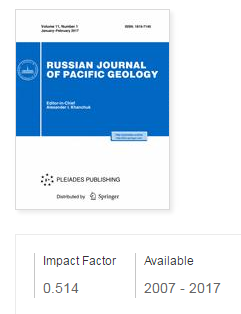 Volume 11, Number 1
January-February 2017
ISSN: 1819-7140
RUSSIAN JOURNAL
OF PACIFIC GEOLOGY
Editor-in-Chief
Alexander I. Khanchuk
PLEIADES PUBLISHING
Distributed by Springer
Impact Factor
Available
0.514
2007 - 2017